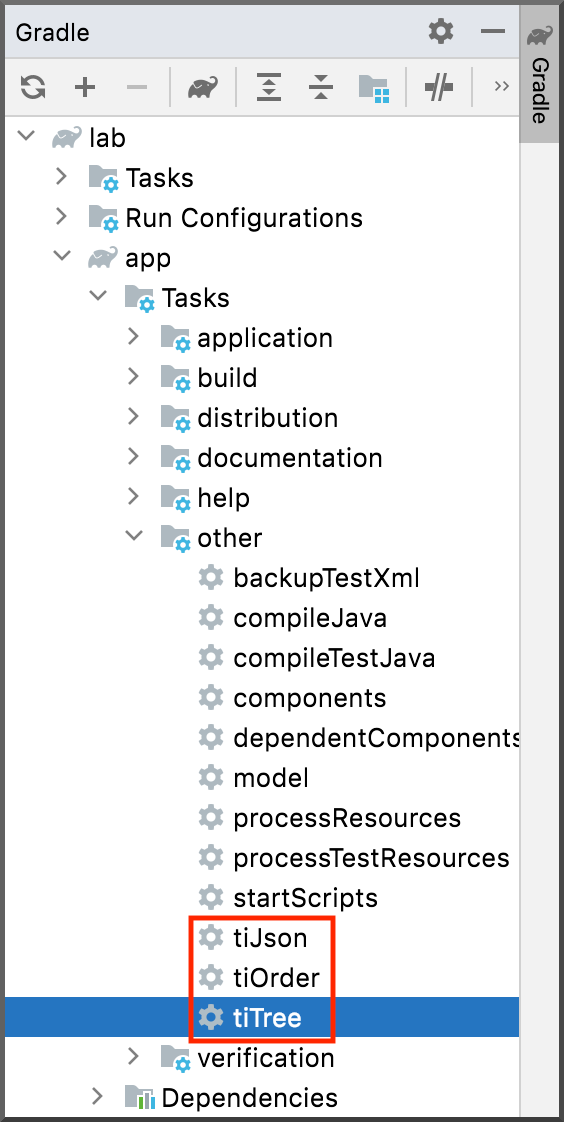 Gradle
Gradle
lab
Tasks
Run Configurations
app
Tasks
application
build
distribution
documentation
help
other
backupTestXml
compileJava
compileTestJava
components
dependentComponents
model
processResources
processTestResources
startScripts
tiJson
tiOrder
tiTree
verification
Dependencies